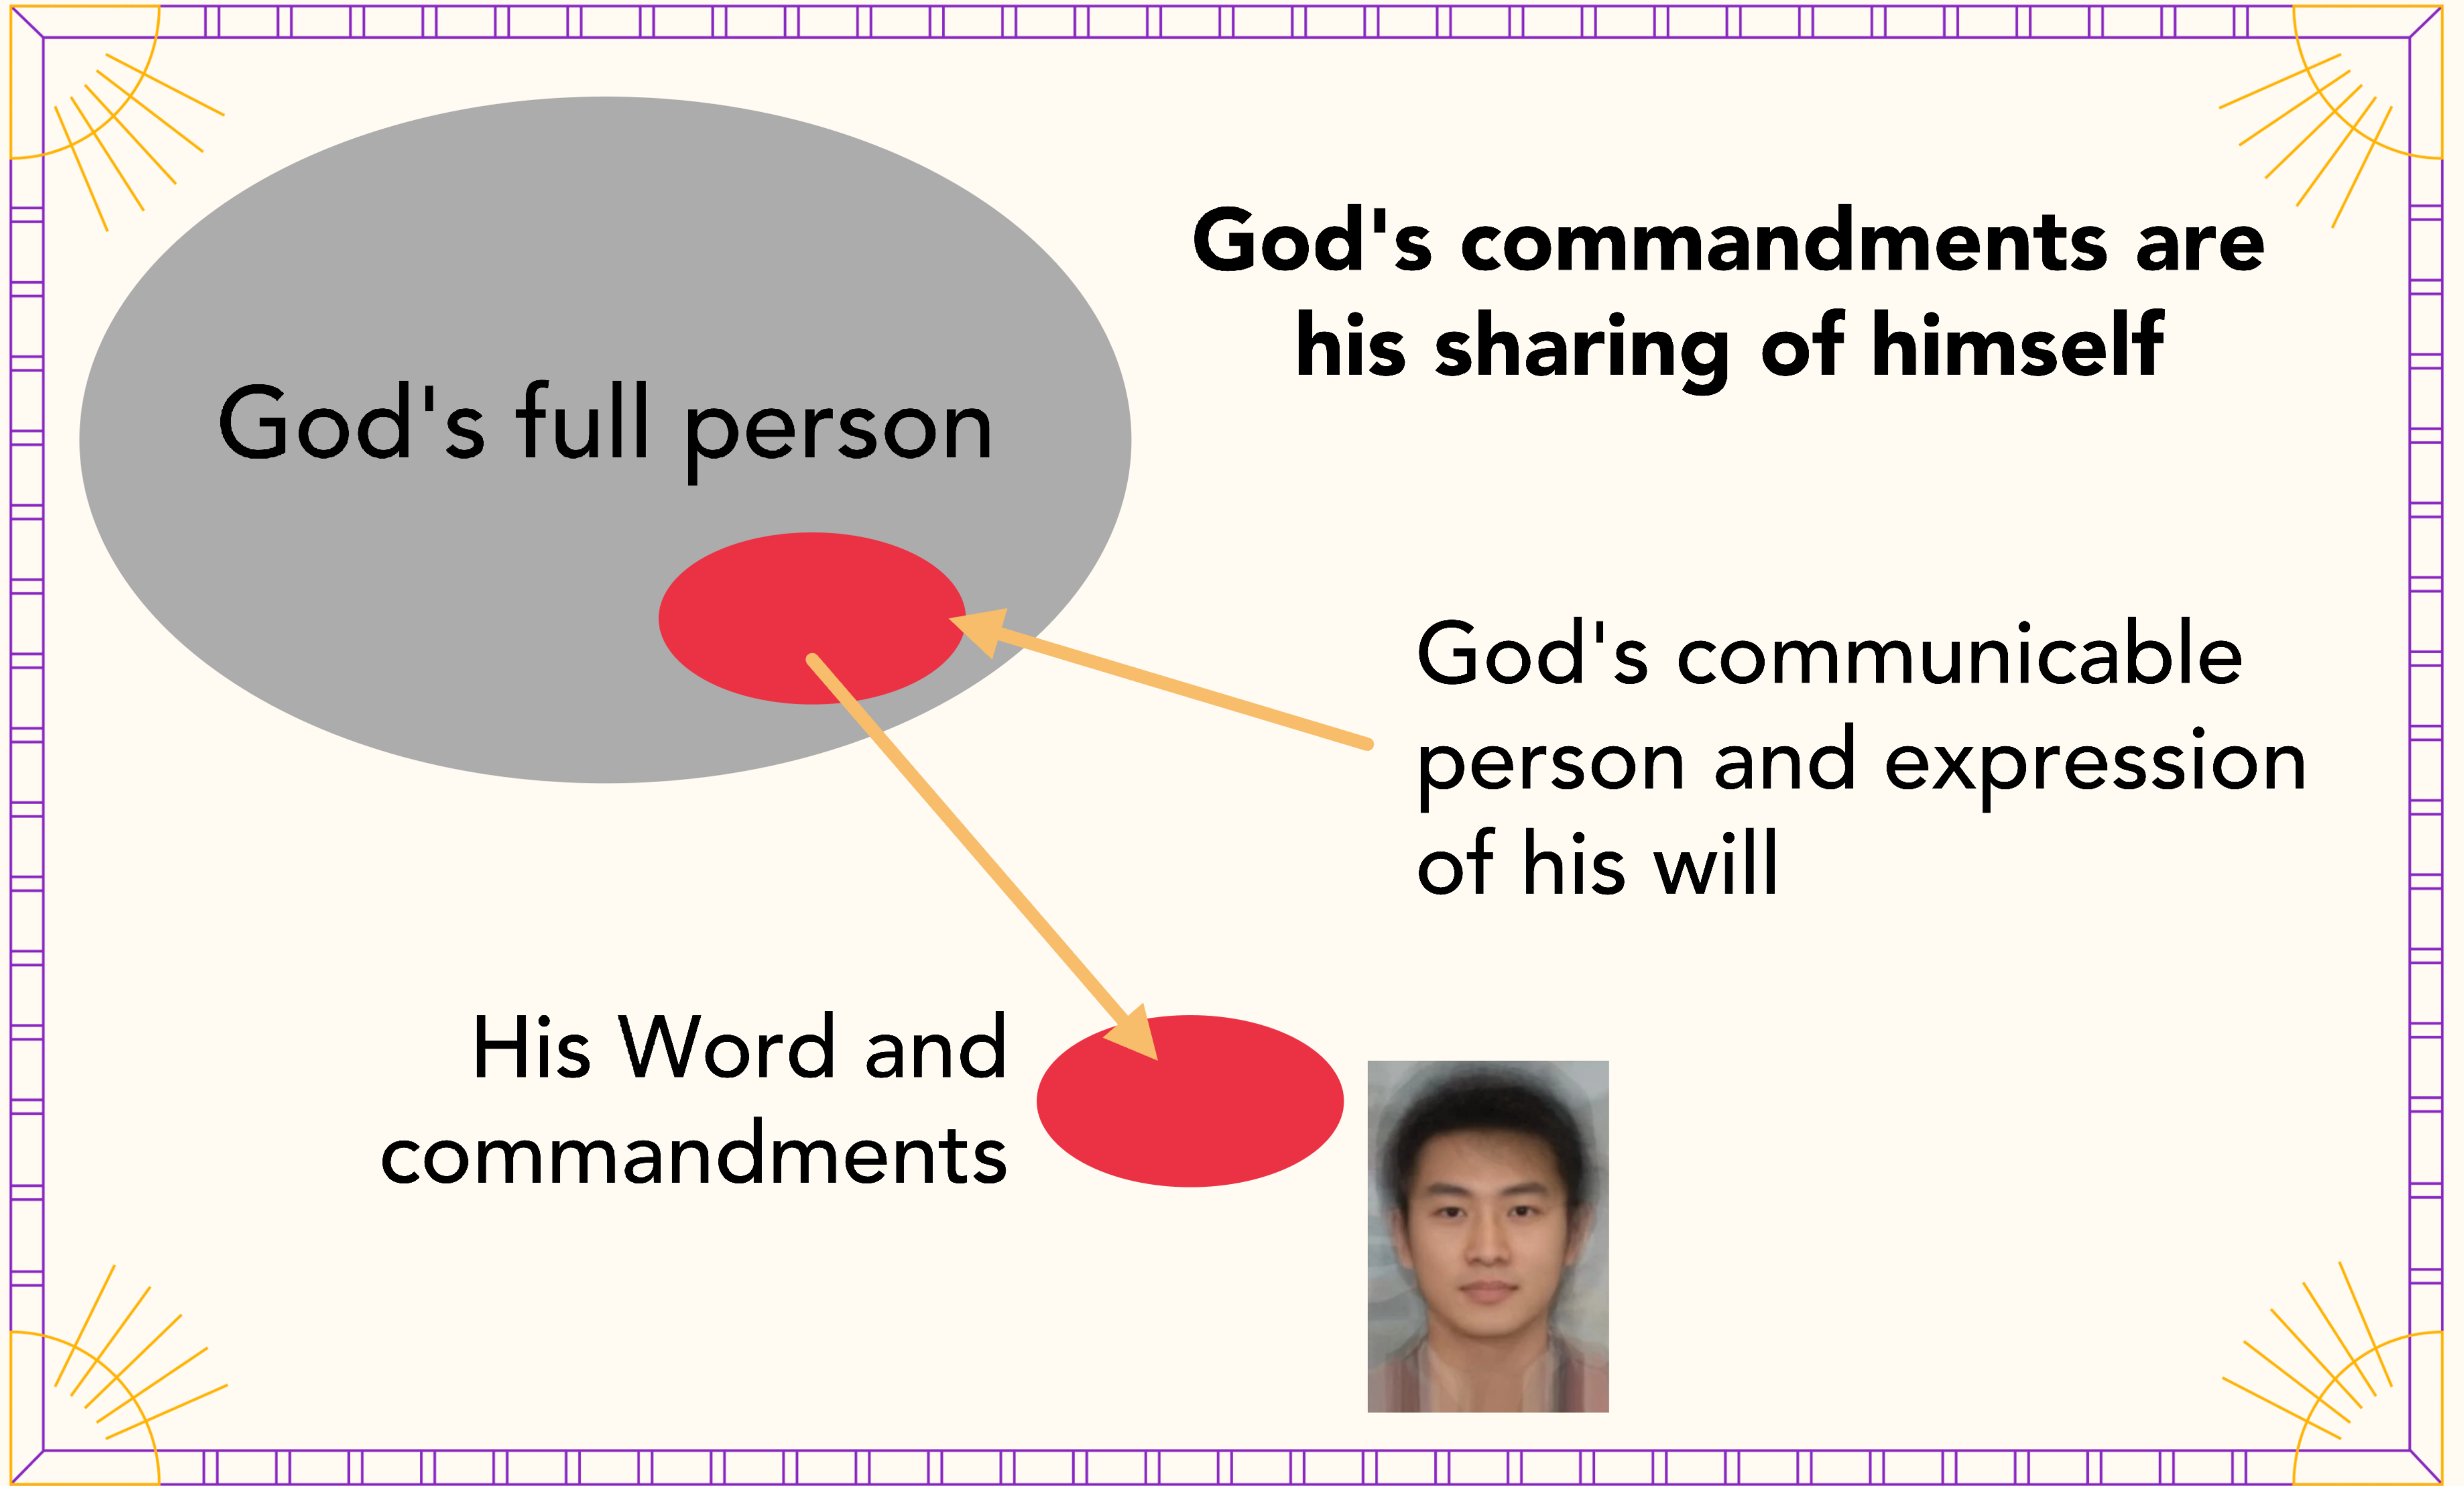 God's commandments are
his sharing of himself
God's full person
God's communicable
person and expression
of his will
His Word and
commandments